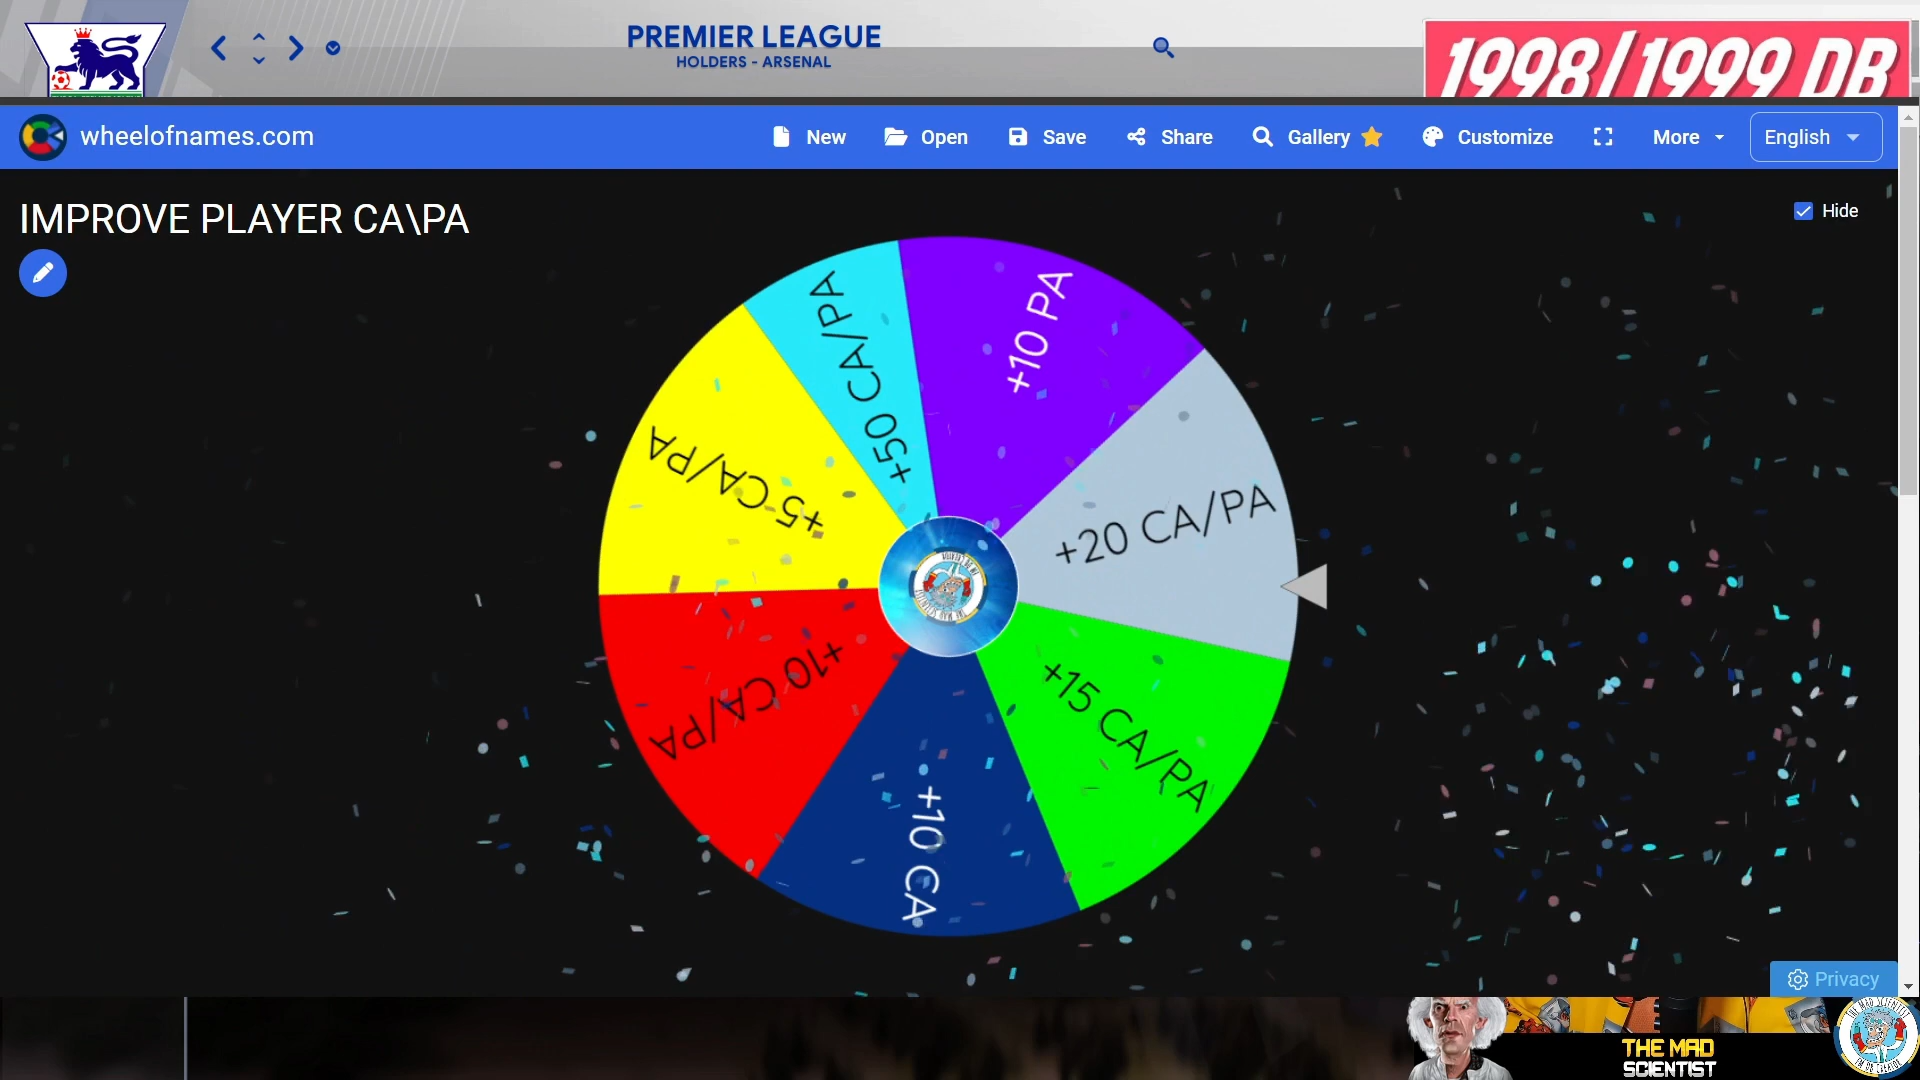 PREMIER LEAGUE
HOLDERS - ARSENAL
1998/1999 DB
wheelofnames.com
New
Open
Save
Share
Gallery
Customize
More
English
IMPROVE PLAYER CA\PA
Hide
+10 PA
+50 CA/PA
+5 CA/PA
+20 CA/PA
+10 CA/PA
+15 CA/PA
+10 CA
Privacy
THE MAD
SCIENTIST